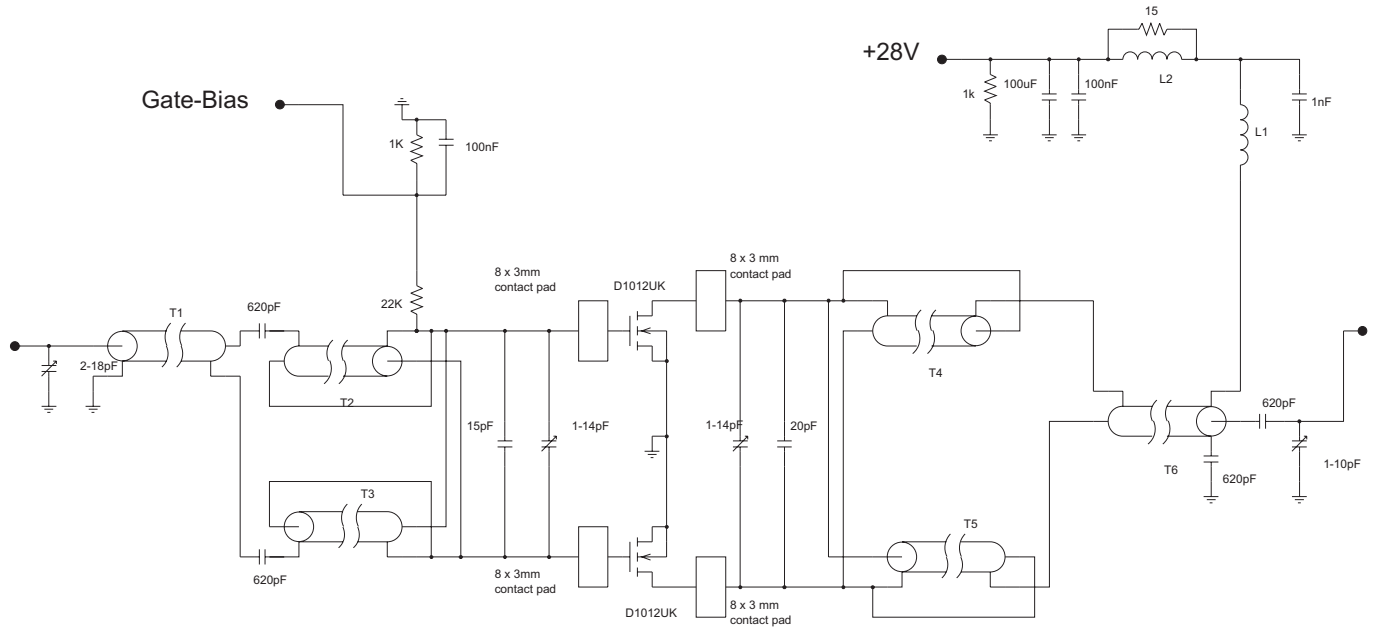 15
+28V
L2
1k
100uF
100nF
1nF
L1
Gate-Bias
1K
100nF
8 x 3 mm
contact pad
8 x 3mm
contact pad
D1012UK
22K
620pF
T1
2-18pF
T2
T4
15pF
1-14pF
1-14pF
20pF
620pF
T6
1-10pF
620pF
T3
T5
620pF
8 x 3mm
contact pad
D1012UK
8 x 3 mm
contact pad